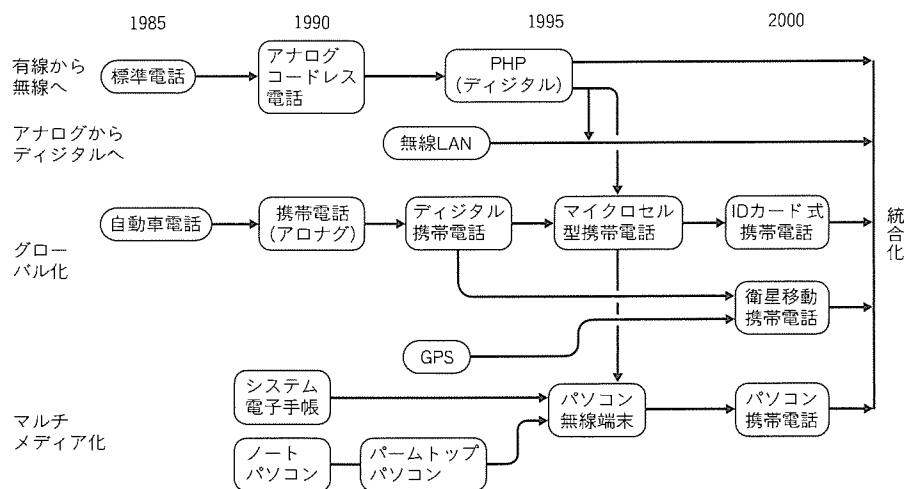 1985
1990
1995
2000
有線から
無線へ
標準電話
アナログ
コードレス
電話
PHP
(ディジタル)
アナログから
ディジタルへ
無線LAN
グロー
バル化
自動車電話
携帯電話
(アロナグ)
ディジタル
携帯電話
マイクロセル
型携帯電話
IDカード式
携帯電話
衛星移動
携帯電話
GPS
マルチ
メディア化
システム
電子手帳
ノート
パソコン
パームトップ
パソコン
パソコン
無線端末
パソコン
携帯電話
統合化